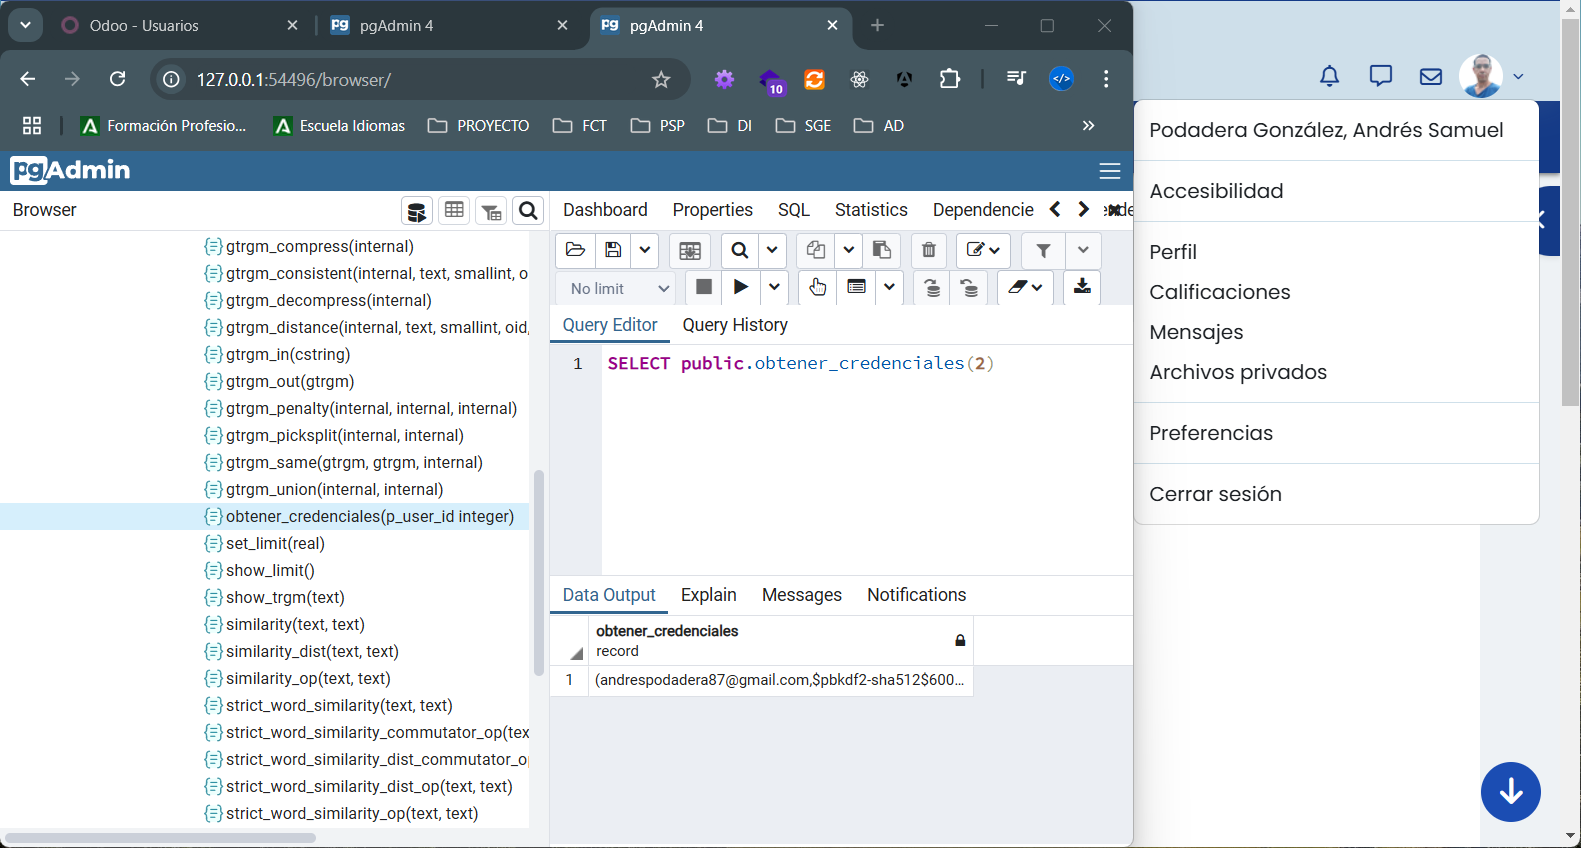 Odoo - Usuarios
pgAdmin 4
pgAdmin 4
127.0.0.1:54496/browser/
10
Formación Profesio...
Escuela Idiomas
PROYECTO
FCT
PSP
DI
SGE
AD
pgAdmin
Browser
gtrgm_compress(internal)
gtrgm_consistent(internal, text, smallint, o
gtrgm_decompress(internal)
gtrgm_distance(internal, text, smallint, oid,
gtrgm_in(cstring)
gtrgm_out(gtrgm)
gtrgm_penalty(internal, internal, internal)
gtrgm_picksplit(internal, internal)
gtrgm_same(gtrgm, gtrgm, internal)
gtrgm_union(internal, internal)
obtener_credenciales(p_user_id integer)
set_limit(real)
show_limit()
show_trgm(text)
similarity(text, text)
similarity_dist(text, text)
similarity_op(text, text)
strict_word_similarity(text, text)
strict_word_similarity_commutator_op(tex
strict_word_similarity_dist_commutator_o
strict_word_similarity_dist_op(text, text)
strict_word_similarity_op(text, text)
Dashboard
Properties
SQL
Statistics
Dependencie
No limit
Query Editor
Query History
1
SELECT public.obtener_credenciales(2)
Data Output
Explain
Messages
Notifications
obtener_credenciales
record
1
(andrespodadera87@gmail.com,$pbkdf2-sha512$600...
Podadera González, Andrés Samuel
Accesibilidad
Perfil
Calificaciones
Mensajes
Archivos privados
Preferencias
Cerrar sesión